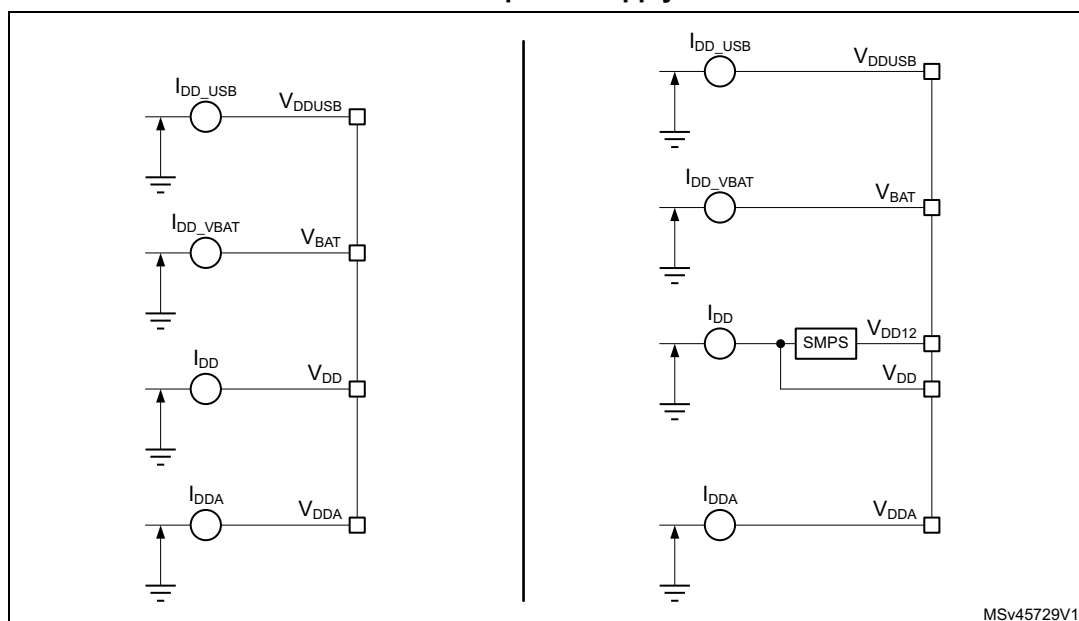 I_DD_USB V_DDUSB
I_DD_VBAT V_BAT
I_DD V_DD
I_DDA V_DDA
I_DD_USB V_DDUSB
I_DD_VBAT V_BAT
I_DD SMPS V_DD12
V_DD
I_DDA V_DDA
MSv45729V1